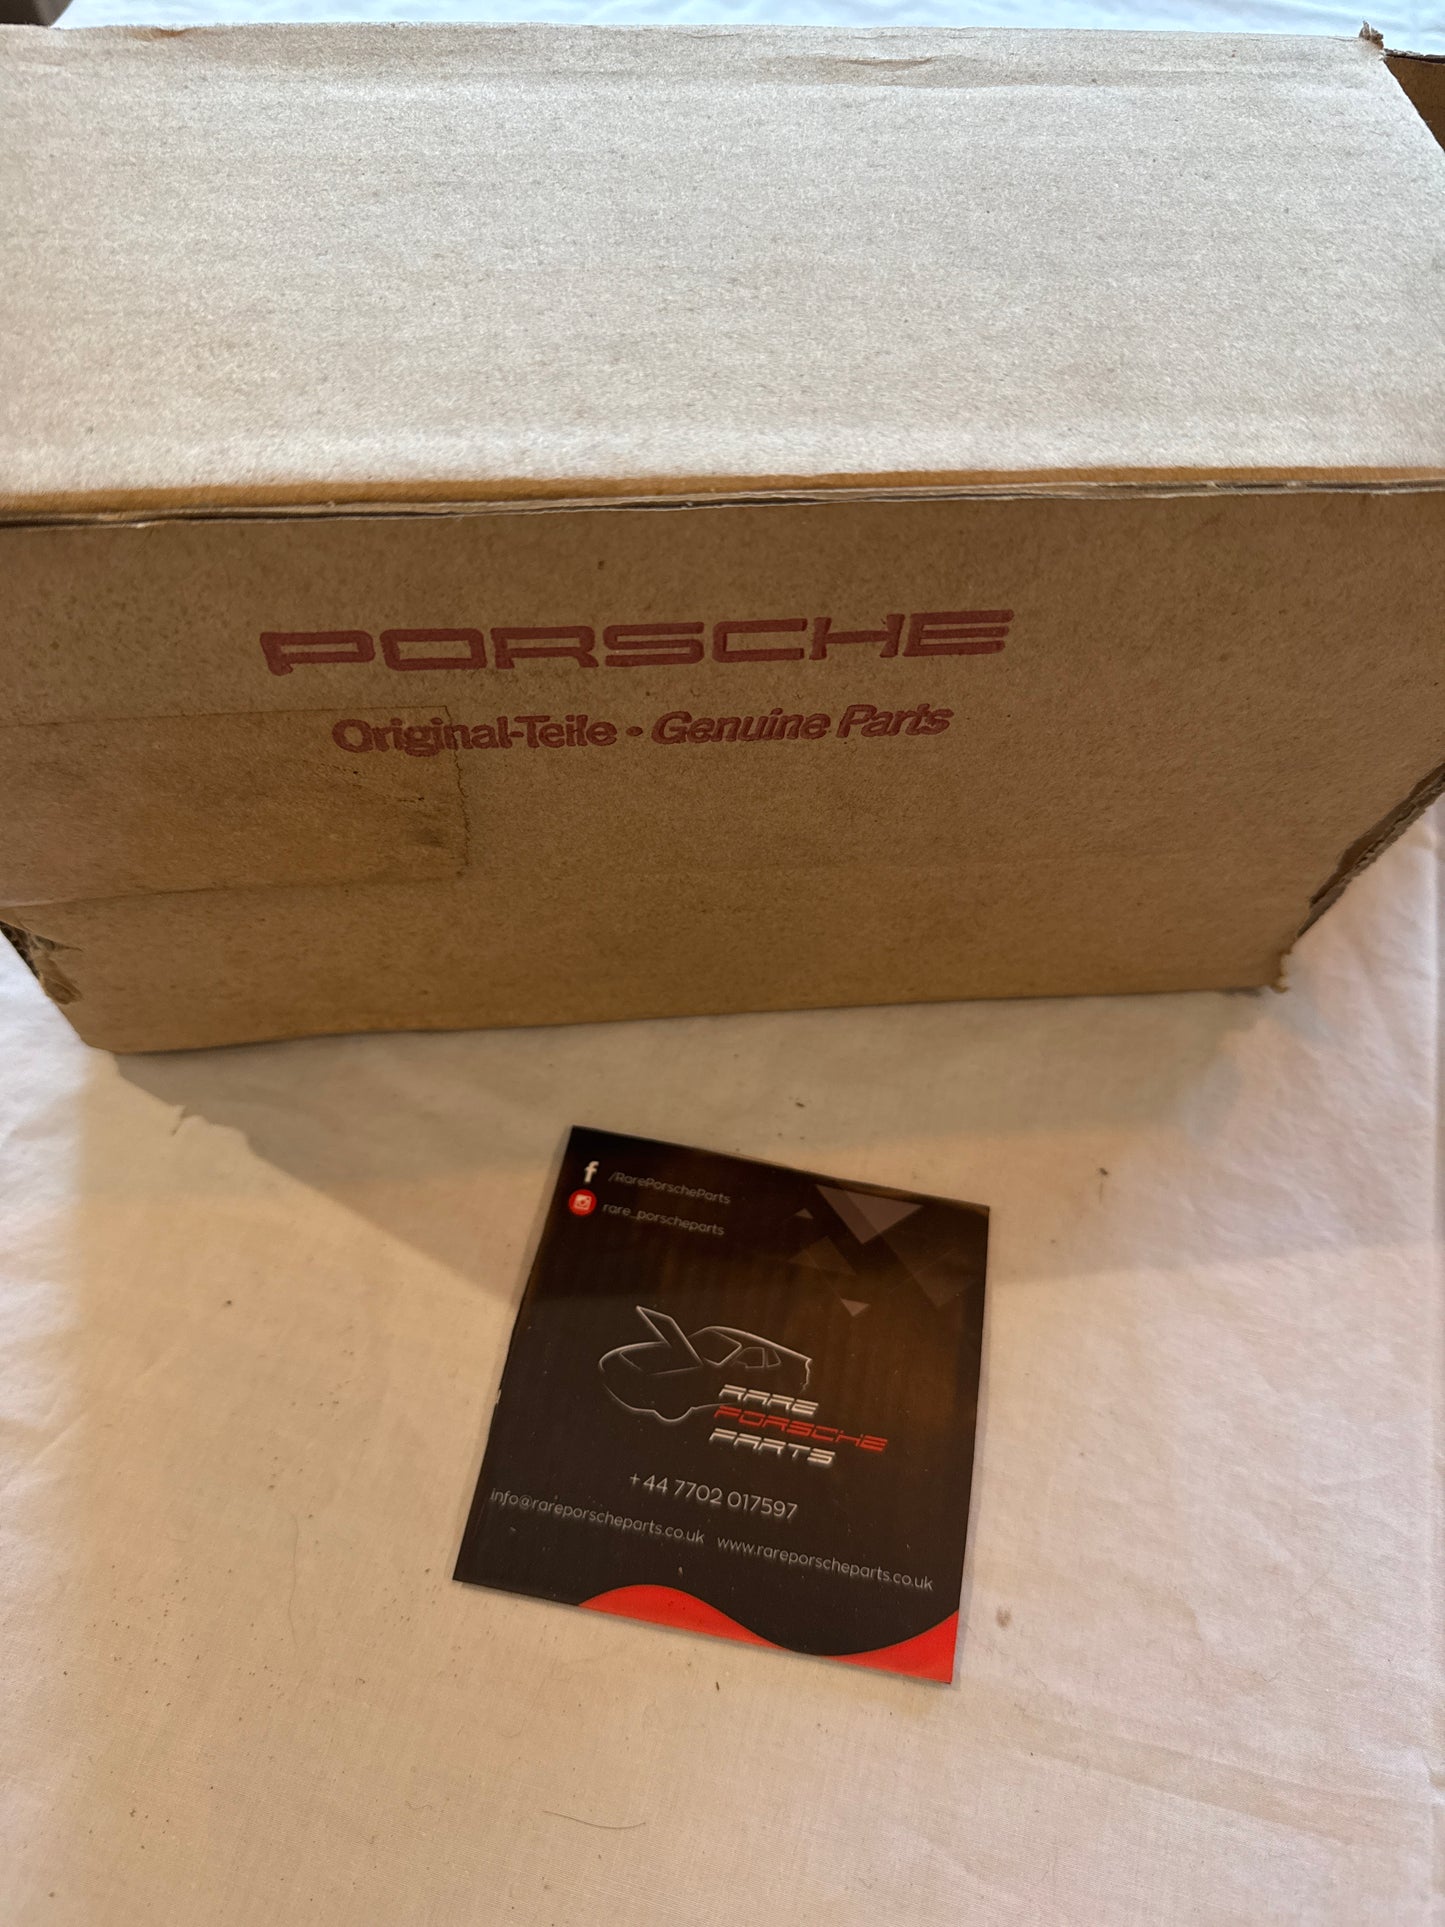 PORSCHE
Original-Teile • Genuine Parts
f /RarePorscheParts
rare_porscheparts
RARE
PORSCHE
PARTS
+44 7702 017597
info@rareporscheparts.co.uk www.rareporscheparts.co.uk